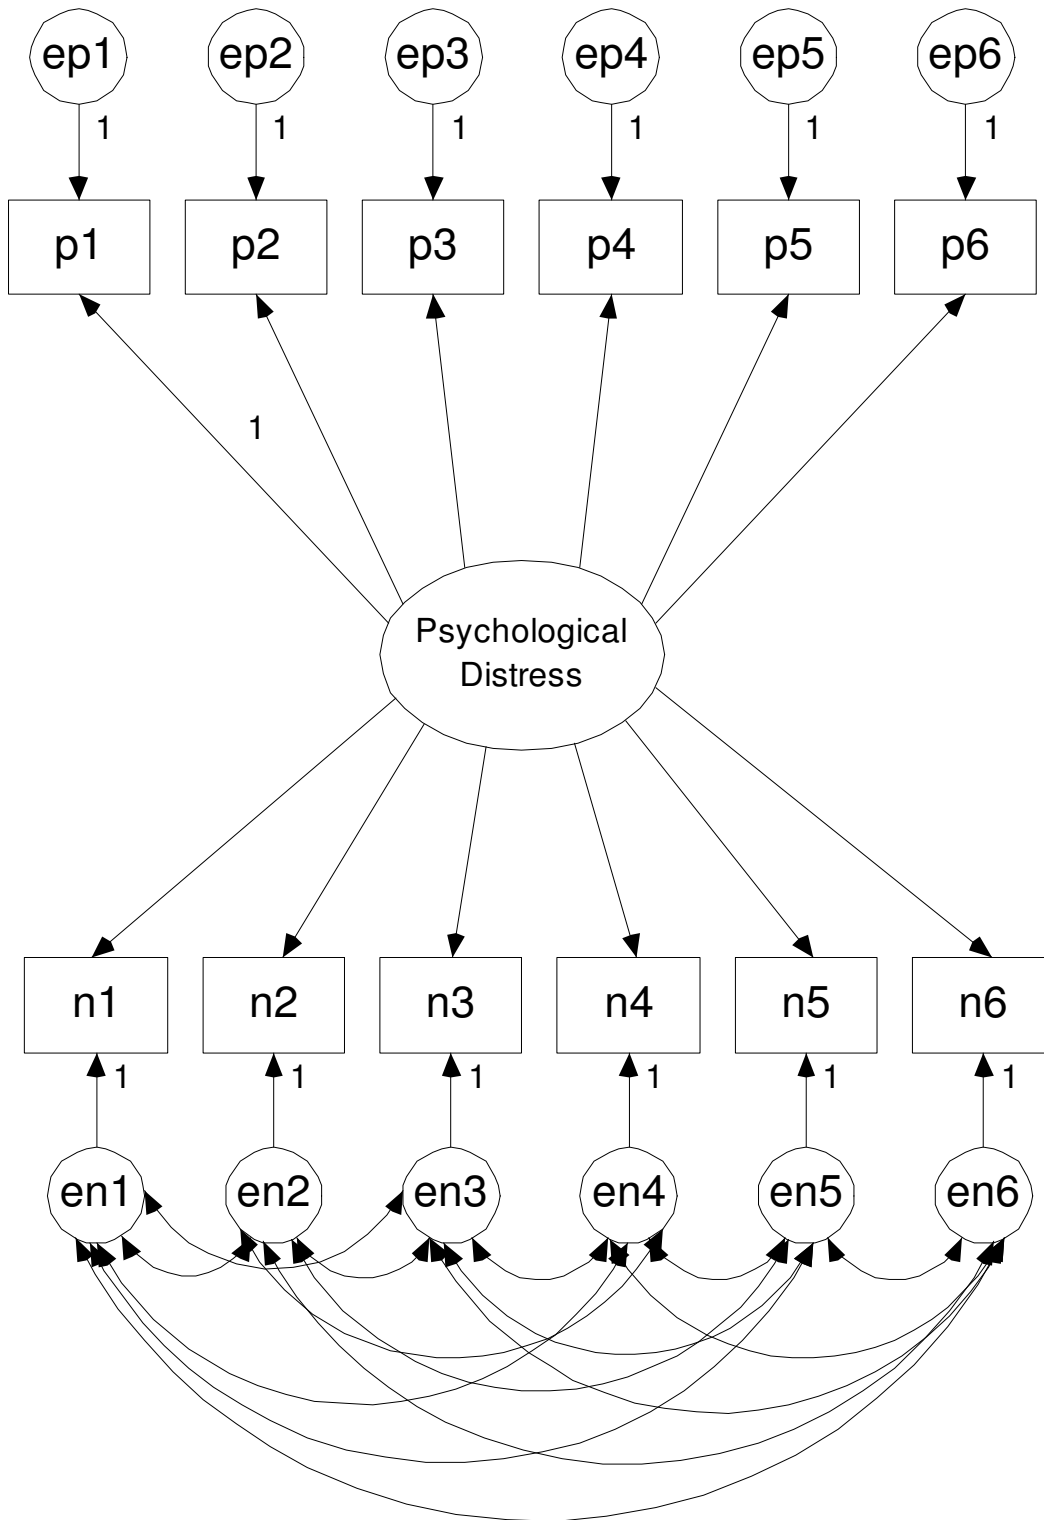 ep1 ep2 ep3 ep4 ep5 ep6
1 1 1 1 1 1
p1 p2 p3 p4 p5 p6
1
Psychological
Distress
n1 n2 n3 n4 n5 n6
1 1 1 1 1 1
en1 en2 en3 en4 en5 en6